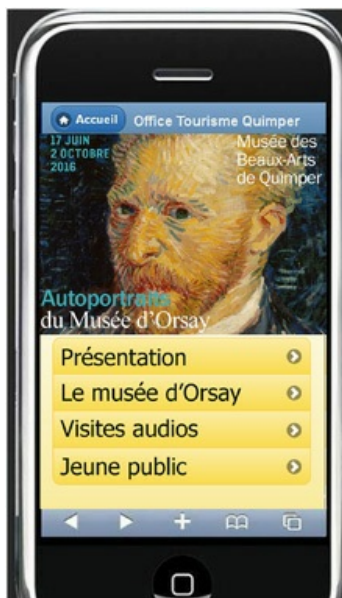 Accueil Office Tourisme Quimper
17 JUIN
2 OCTOBRE
2016
Musée des
Beaux-Arts
de Quimper
Autoportraits
du Musée d'Orsay
Présentation
Le musée d'Orsay
Visites audios
Jeune public